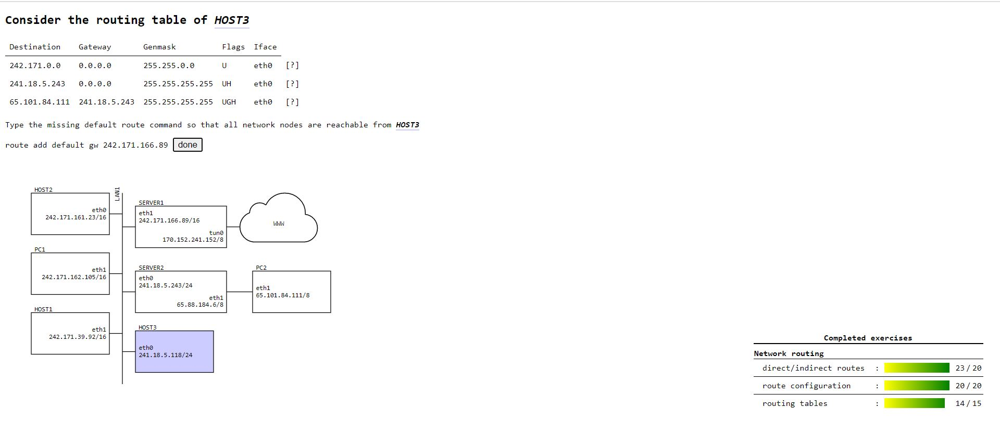 Consider the routing table of HOST3
Destination Gateway Genmask Flags Iface
242.171.0.0 0.0.0.0 255.255.0.0 U eth0 [?]
241.18.5.243 0.0.0.0 255.255.255.255 UH eth0 [?]
65.101.84.111 241.18.5.243 255.255.255.255 UGH eth0 [?]
Type the missing default route command so that all network nodes are reachable from HOST3
route add default gw 242.171.166.89 done
HOST2
eth0
242.171.161.23/16
LAN1
SERVER1
eth1
242.171.166.89/16
tun0
170.152.241.152/8
WWW
PC1
eth1
242.171.162.105/16
SERVER2
eth0
241.18.5.243/24
eth1
65.88.184.6/8
PC2
eth1
65.101.84.111/8
HOST1
eth1
242.171.39.92/16
HOST3
eth0
241.18.5.118/24
Completed exercises
Network routing
direct/indirect routes : 23/20
route configuration : 20/20
routing tables : 14/15